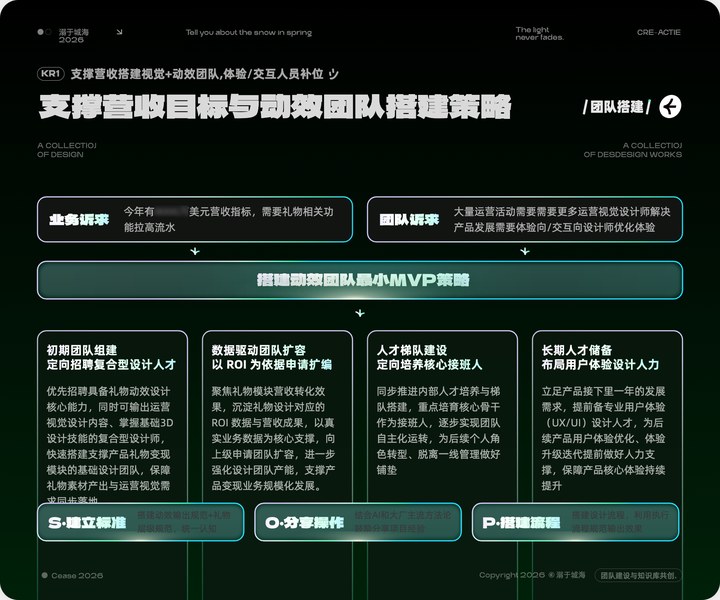 溺于城海
2026
Tell you about the snow in spring
The light
never fades.
CRE-ACTIE
KR1 支撑营收搭建视觉+动效团队,体验/交互人员补位
支撑营收目标与动效团队搭建策略
/ 团队搭建 /
A COLLECTIOJ
OF DESIGN
A COLLECTIOJ
OF DESDESIGN WORKS
业务诉求
今年有 美元营收指标，需要礼物相关功
能拉高流水
团队诉求
大量运营活动需要需要更多运营视觉设计师解决
产品发展需要体验向/交互向设计师优化体验
搭建动效团队最小MVP策略
初期团队组建
定向招聘复合型设计人才
优先招聘具备礼物动效设计
核心能力，同时可输出运营
视觉设计内容、掌握基础3D
设计技能的复合型设计师，
快速搭建支撑产品礼物变现
模块的基础设计团队，保障
礼物素材产出与运营视觉需
求同步落地
数据驱动团队扩容
以 ROI 为依据申请扩编
聚焦礼物模块营收转化效
果，沉淀礼物设计对应的
ROI 数据与营收成果，以真
实业务数据为核心支撑，向
上级申请团队扩容，进一步
强化设计团队产能，支撑产
品变现业务规模化发展。
人才梯队建设
定向培养核心接班人
同步推进内部人才培养与梯
队搭建，重点培育核心骨干
作为接班人，逐步实现团队
自主化运转，为后续个人角
色转型、脱离一线管理做好
铺垫
长期人才储备
布局用户体验设计人力
立足产品接下里一年的发展
需求，提前备专业用户体验
（UX/UI）设计人才，为后
续产品用户体验优化、体验
升级迭代提前做好人力支
撑，保障产品核心体验持续
提升
S·建立标准
O·分享操作
P·搭建流程
搭建设计流程，利用执行
Cease 2026
Copyright 2026 ® 溺于城海
团队建设与知识库共创.